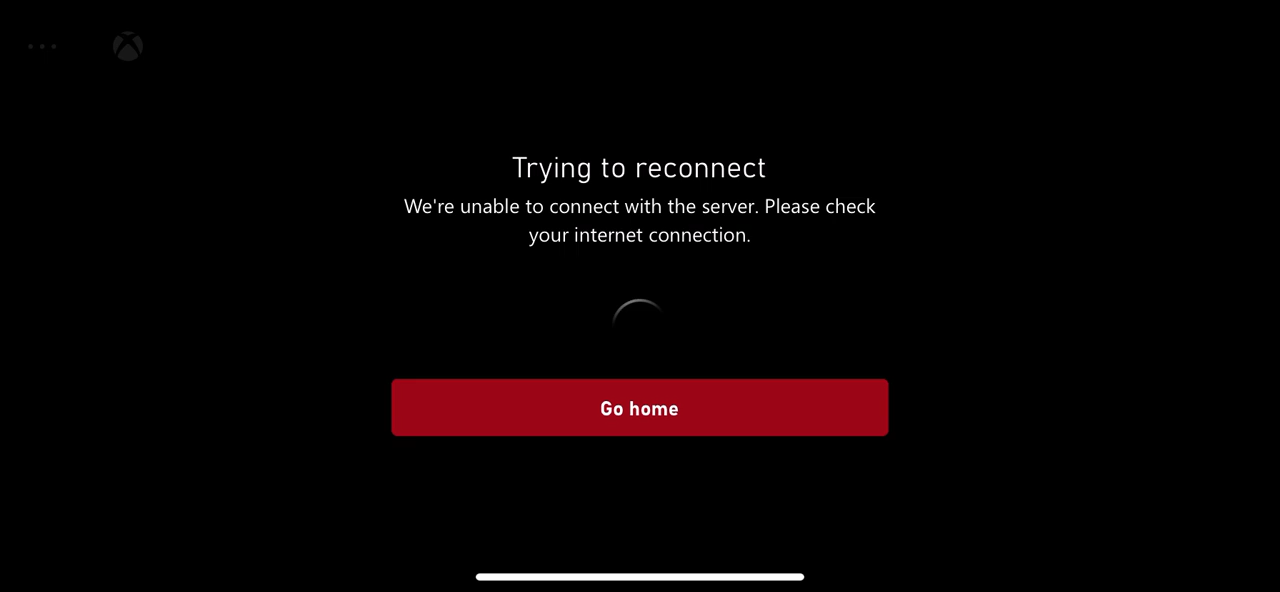 Trying to reconnect
We're unable to connect with the server. Please check
your internet connection.
Go home